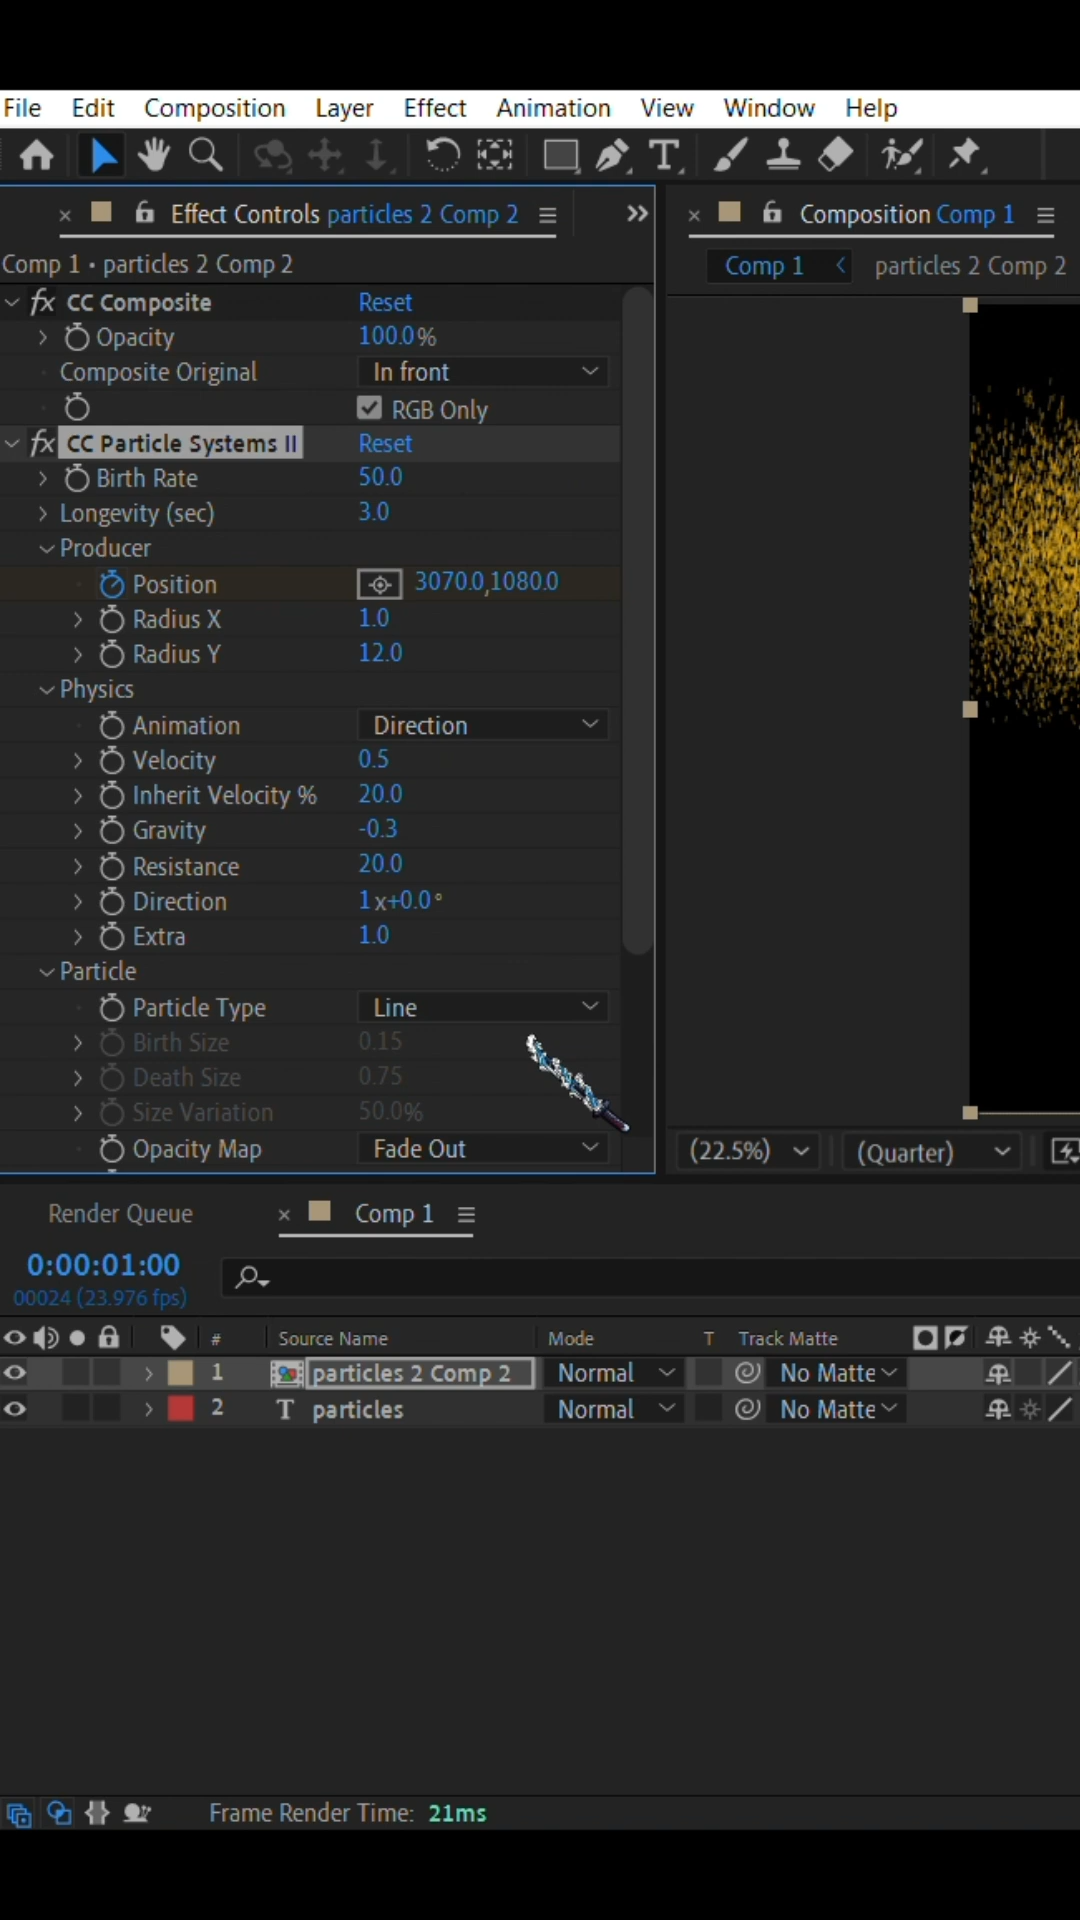 File Edit Composition Layer Effect Animation View Window Help
Effect Controls particles 2 Comp 2
Composition Comp 1
Comp 1 • particles 2 Comp 2
Comp 1 particles 2 Comp 2
fx CC Composite Reset
Opacity 100.0%
Composite Original In front
RGB Only
fx CC Particle Systems II Reset
Birth Rate 50.0
Longevity (sec) 3.0
Producer
Position 3070.0,1080.0
Radius X 1.0
Radius Y 12.0
Physics
Animation Direction
Velocity 0.5
Inherit Velocity % 20.0
Gravity -0.3
Resistance 20.0
Direction 1x+0.0°
Extra 1.0
Particle
Particle Type Line
Birth Size 0.15
Death Size 0.75
Size Variation 50.0%
Opacity Map Fade Out
(22.5%) (Quarter)
Render Queue Comp 1
0:00:01:00
00024 (23.976 fps)
# Source Name Mode T Track Matte
1 particles 2 Comp 2 Normal No Matte
2 T particles Normal No Matte
Frame Render Time: 21ms